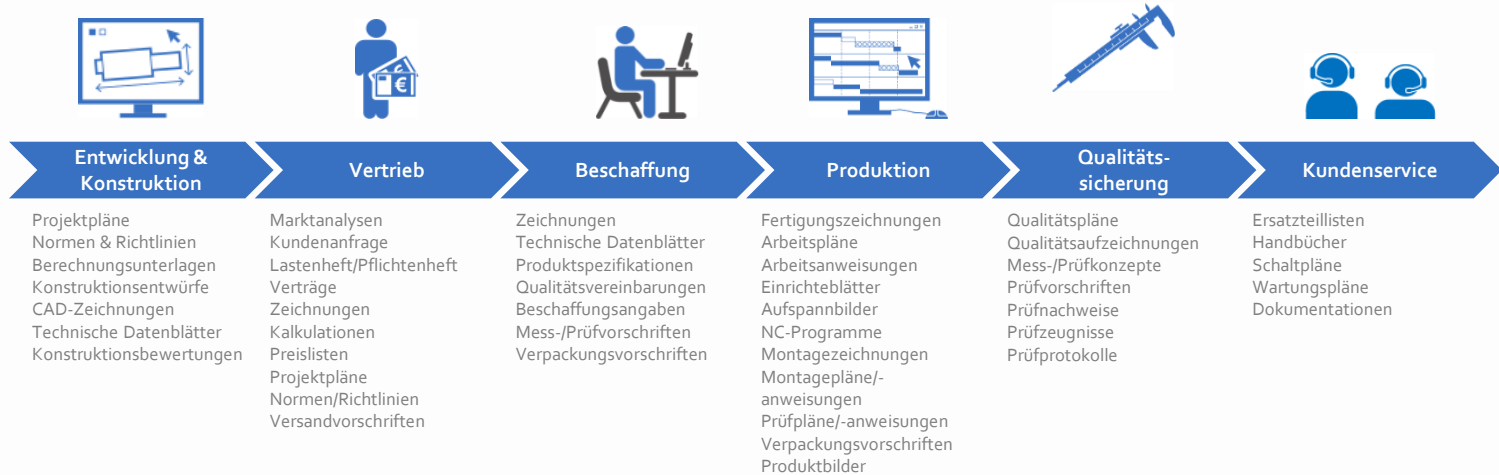 Entwicklung &
Konstruktion
Vertrieb
Beschaffung
Produktion
Qualitäts-
sicherung
Kundenservice
Projektpläne
Normen & Richtlinien
Berechnungsunterlagen
Konstruktionsentwürfe
CAD-Zeichnungen
Technische Datenblätter
Konstruktionsbewertungen
Marktanalysen
Kundenanfrage
Lastenheft/Pflichtenheft
Verträge
Zeichnungen
Kalkulationen
Preislisten
Projektpläne
Normen/Richtlinien
Versandvorschriften
Zeichnungen
Technische Datenblätter
Produktspezifikationen
Qualitätsvereinbarungen
Beschaffungsangaben
Mess-/Prüfvorschriften
Verpackungsvorschriften
Fertigungszeichnungen
Arbeitspläne
Arbeitsanweisungen
Einrichteblätter
Aufspannbilder
NC-Programme
Montagezeichnungen
Montagepläne/-
anweisungen
Prüfpläne/-anweisungen
Verpackungsvorschriften
Produktbilder
Qualitätspläne
Qualitätsaufzeichnungen
Mess-/Prüfkonzepte
Prüfvorschriften
Prüfnachweise
Prüfzeugnisse
Prüfprotokolle
Ersatzteillisten
Handbücher
Schaltpläne
Wartungspläne
Dokumentationen